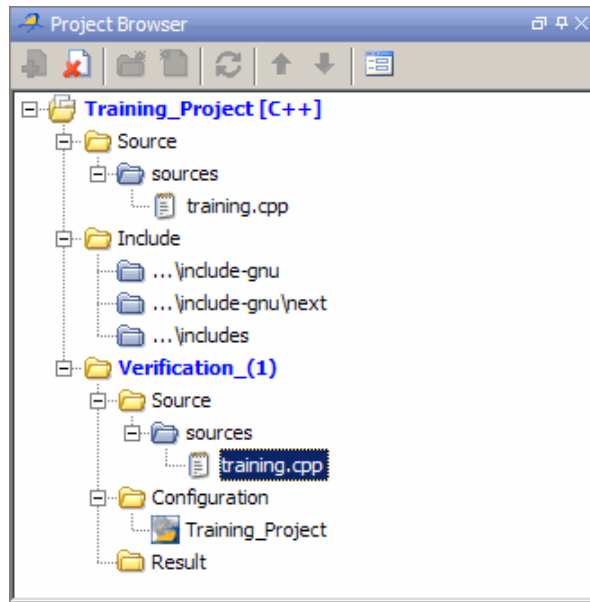 Project Browser
Training_Project [C++]
Source
sources
training.cpp
Include
...\include-gnu
...\include-gnu\next
...\includes
Verification_(1)
Source
sources
training.cpp
Configuration
Training_Project
Result